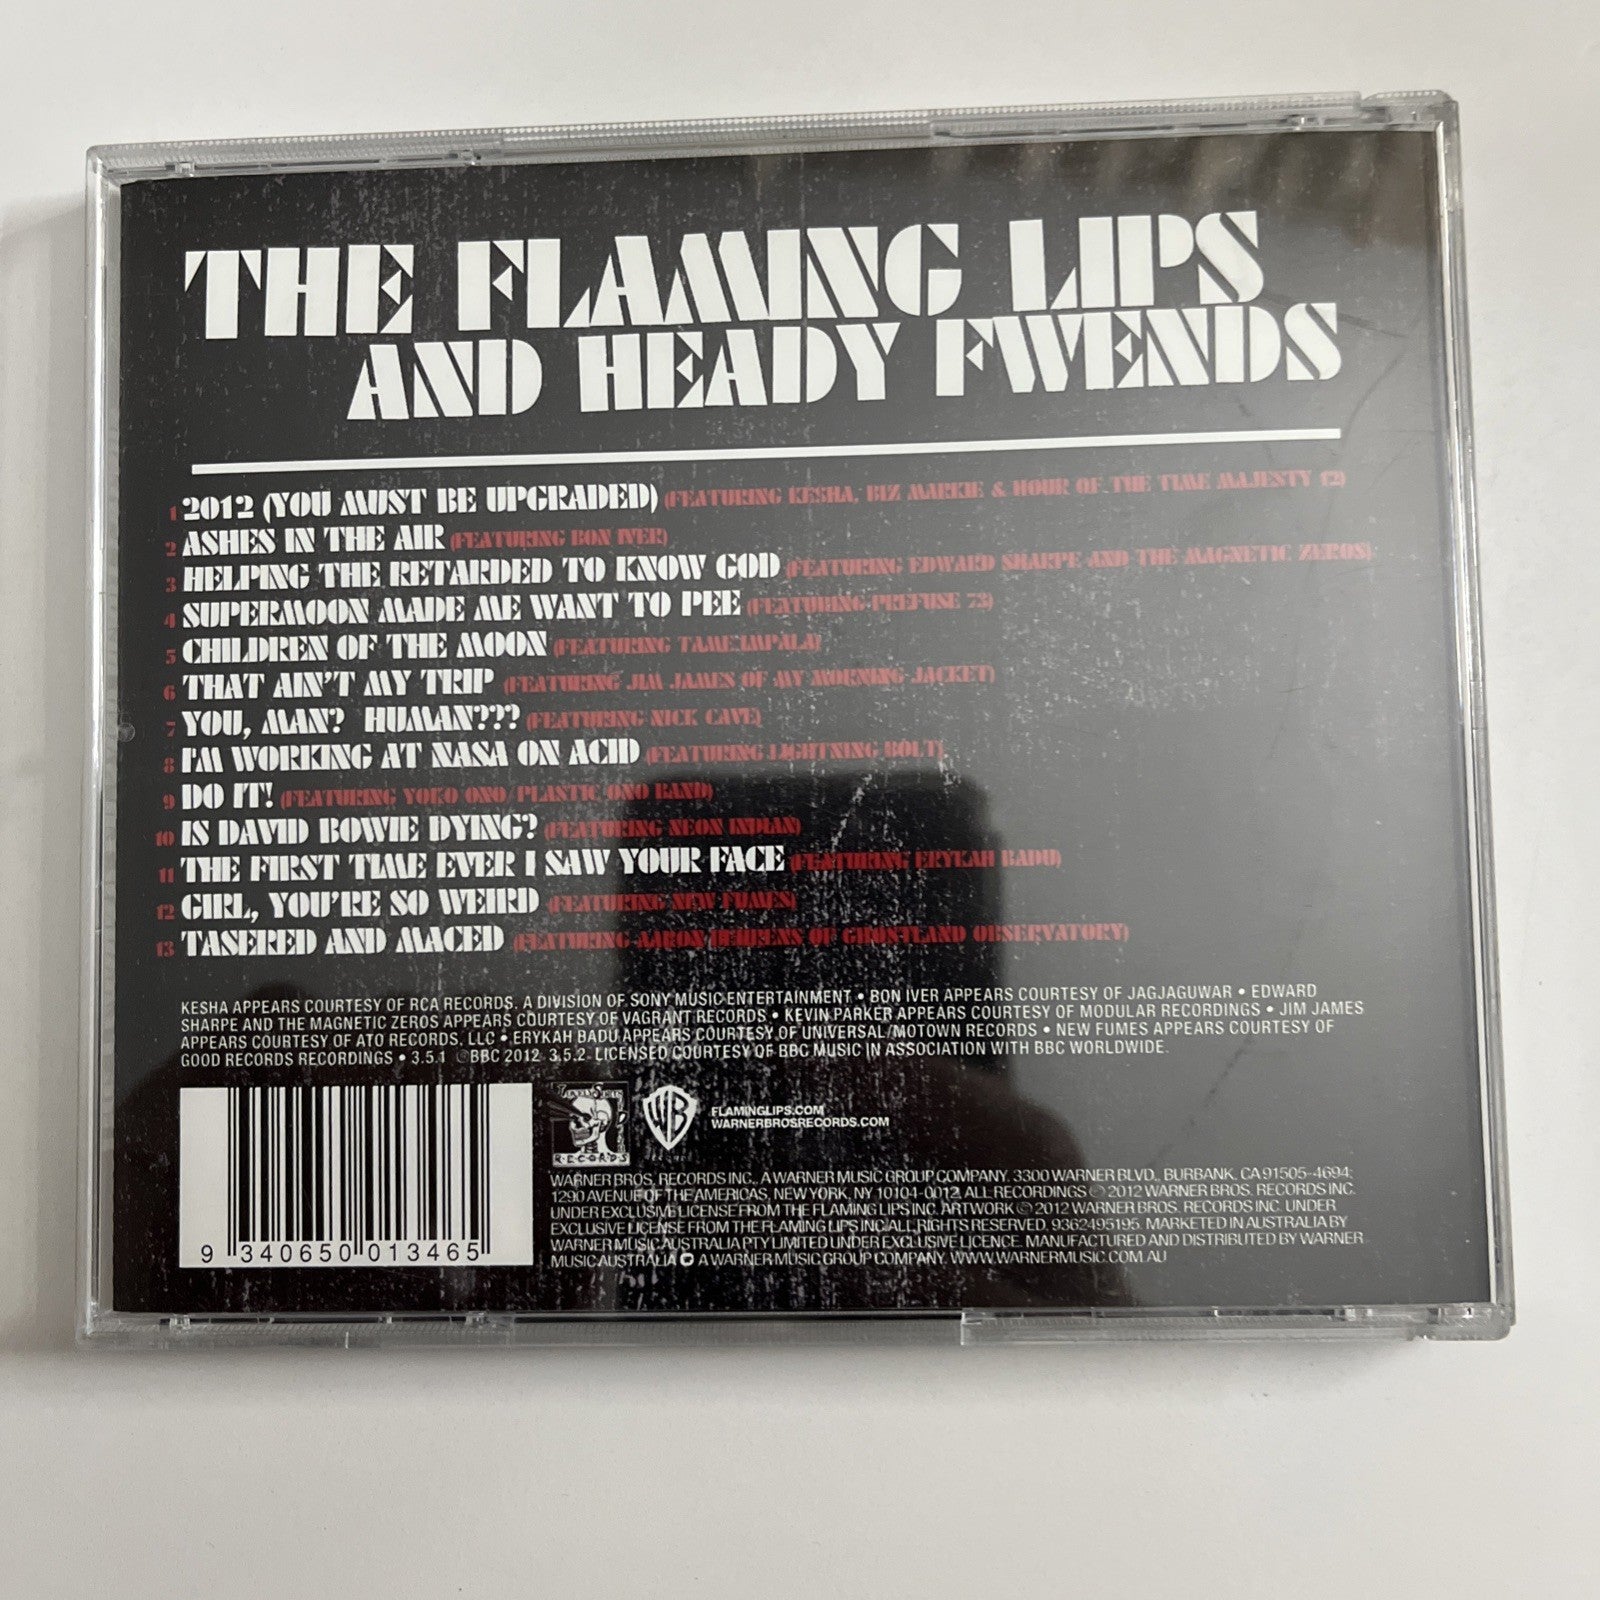 THE FLAMING LIPS
AND HEADY FWENDS
1 2012 (YOU MUST BE UPGRADED) (FEATURING KESHA, BIZ MARKIE & HOUR OF THE TIME MAJESTY 12)
2 ASHES IN THE AIR (FEATURING BON IVER)
3 HELPING THE RETARDED TO KNOW GOD (FEATURING EDWARD SHARPE AND THE MAGNETIC ZEROS)
4 SUPERMOON MADE ME WANT TO PEE (FEATURING PREFUSE 73)
5 CHILDREN OF THE MOON (FEATURING TAME IMPALA)
6 THAT AIN'T MY TRIP (FEATURING JIM JAMES OF MY MORNING JACKET)
7 YOU, MAN? HUMAN??? (FEATURING NICK CAVE)
8 I'M WORKING AT NASA ON ACID (FEATURING LIGHTNING BOLT)
9 DO IT! (FEATURING YOKO ONO/PLASTIC ONO BAND)
10 IS DAVID BOWIE DYING? (FEATURING NEON INDIAN)
11 THE FIRST TIME EVER I SAW YOUR FACE (FEATURING ERYKAH BADU)
12 GIRL, YOU'RE SO WEIRD (FEATURING NEW FUMES)
13 TASERED AND MACED (FEATURING AARON BEHRENS OF GHOSTLAND OBSERVATORY)
KESHA APPEARS COURTESY OF RCA RECORDS, A DIVISION OF SONY MUSIC ENTERTAINMENT • BON IVER APPEARS COURTESY OF JAGJAGUWAR • EDWARD
SHARPE AND THE MAGNETIC ZEROS APPEARS COURTESY OF VAGRANT RECORDS • KEVIN PARKER APPEARS COURTESY OF MODULAR RECORDINGS • JIM JAMES
APPEARS COURTESY OF ATO RECORDS, LLC • ERYKAH BADU APPEARS COURTESY OF UNIVERSAL/MOTOWN RECORDS • NEW FUMES APPEARS COURTESY OF
GOOD RECORDS RECORDINGS • 3.5.1 ©BBC 2012 3.5.2 LICENSED COURTESY OF BBC MUSIC IN ASSOCIATION WITH BBC WORLDWIDE.
9 340650 013465
RECORDS
WB
FLAMINGLIPS.COM
WARNERBROSRECORDS.COM
WARNER BROS. RECORDS INC., A WARNER MUSIC GROUP COMPANY. 3300 WARNER BLVD., BURBANK, CA 91505-4694;
1290 AVENUE OF THE AMERICAS, NEW YORK, NY 10104-0012. ALL RECORDINGS ℗ 2012 WARNER BROS. RECORDS INC.
UNDER EXCLUSIVE LICENSE FROM THE FLAMING LIPS INC. ARTWORK © 2012 WARNER BROS. RECORDS INC. UNDER
EXCLUSIVE LICENSE FROM THE FLAMING LIPS INC. ALL RIGHTS RESERVED. 9362495195. MARKETED IN AUSTRALIA BY
WARNER MUSIC AUSTRALIA PTY LIMITED UNDER EXCLUSIVE LICENCE. MANUFACTURED AND DISTRIBUTED BY WARNER
MUSIC AUSTRALIA A WARNER MUSIC GROUP COMPANY. WWW.WARNERMUSIC.COM.AU